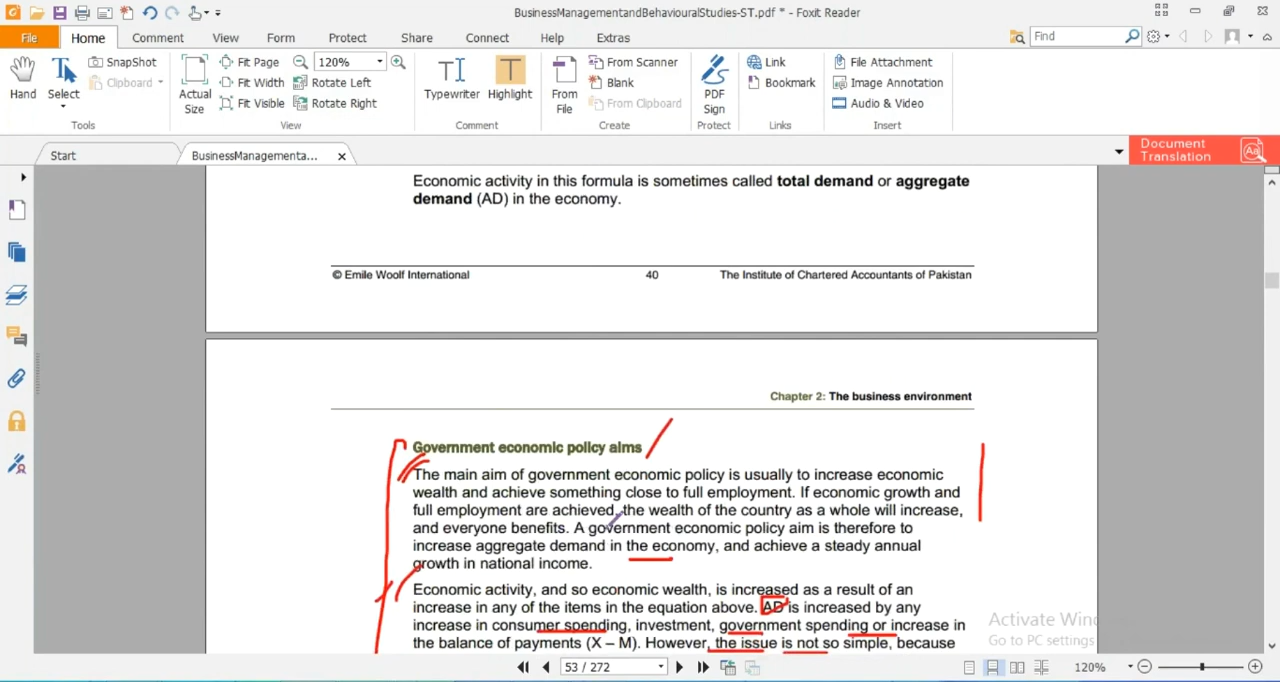 BusinessManagementandBehaviouralStudies-ST.pdf * - Foxit Reader
File Home Comment View Form Protect Share Connect Help Extras Find
Hand Select SnapShot Clipboard Actual Size Fit Page Fit Width Fit Visible 120% Rotate Left Rotate Right Typewriter Highlight From File From Scanner Blank From Clipboard PDF Sign Link Bookmark File Attachment Image Annotation Audio & Video
Tools View Comment Create Protect Links Insert
Start BusinessManagementa... Document Translation
Economic activity in this formula is sometimes called total demand or aggregate
demand (AD) in the economy.
© Emile Woolf International 40 The Institute of Chartered Accountants of Pakistan
Chapter 2: The business environment
Government economic policy aims
The main aim of government economic policy is usually to increase economic
wealth and achieve something close to full employment. If economic growth and
full employment are achieved, the wealth of the country as a whole will increase,
and everyone benefits. A government economic policy aim is therefore to
increase aggregate demand in the economy, and achieve a steady annual
growth in national income.
Economic activity, and so economic wealth, is increased as a result of an
increase in any of the items in the equation above. AD is increased by any
increase in consumer spending, investment, government spending or increase in
the balance of payments (X – M). However, the issue is not so simple, because
Activate Win
Go to PC settings
53 / 272 120%